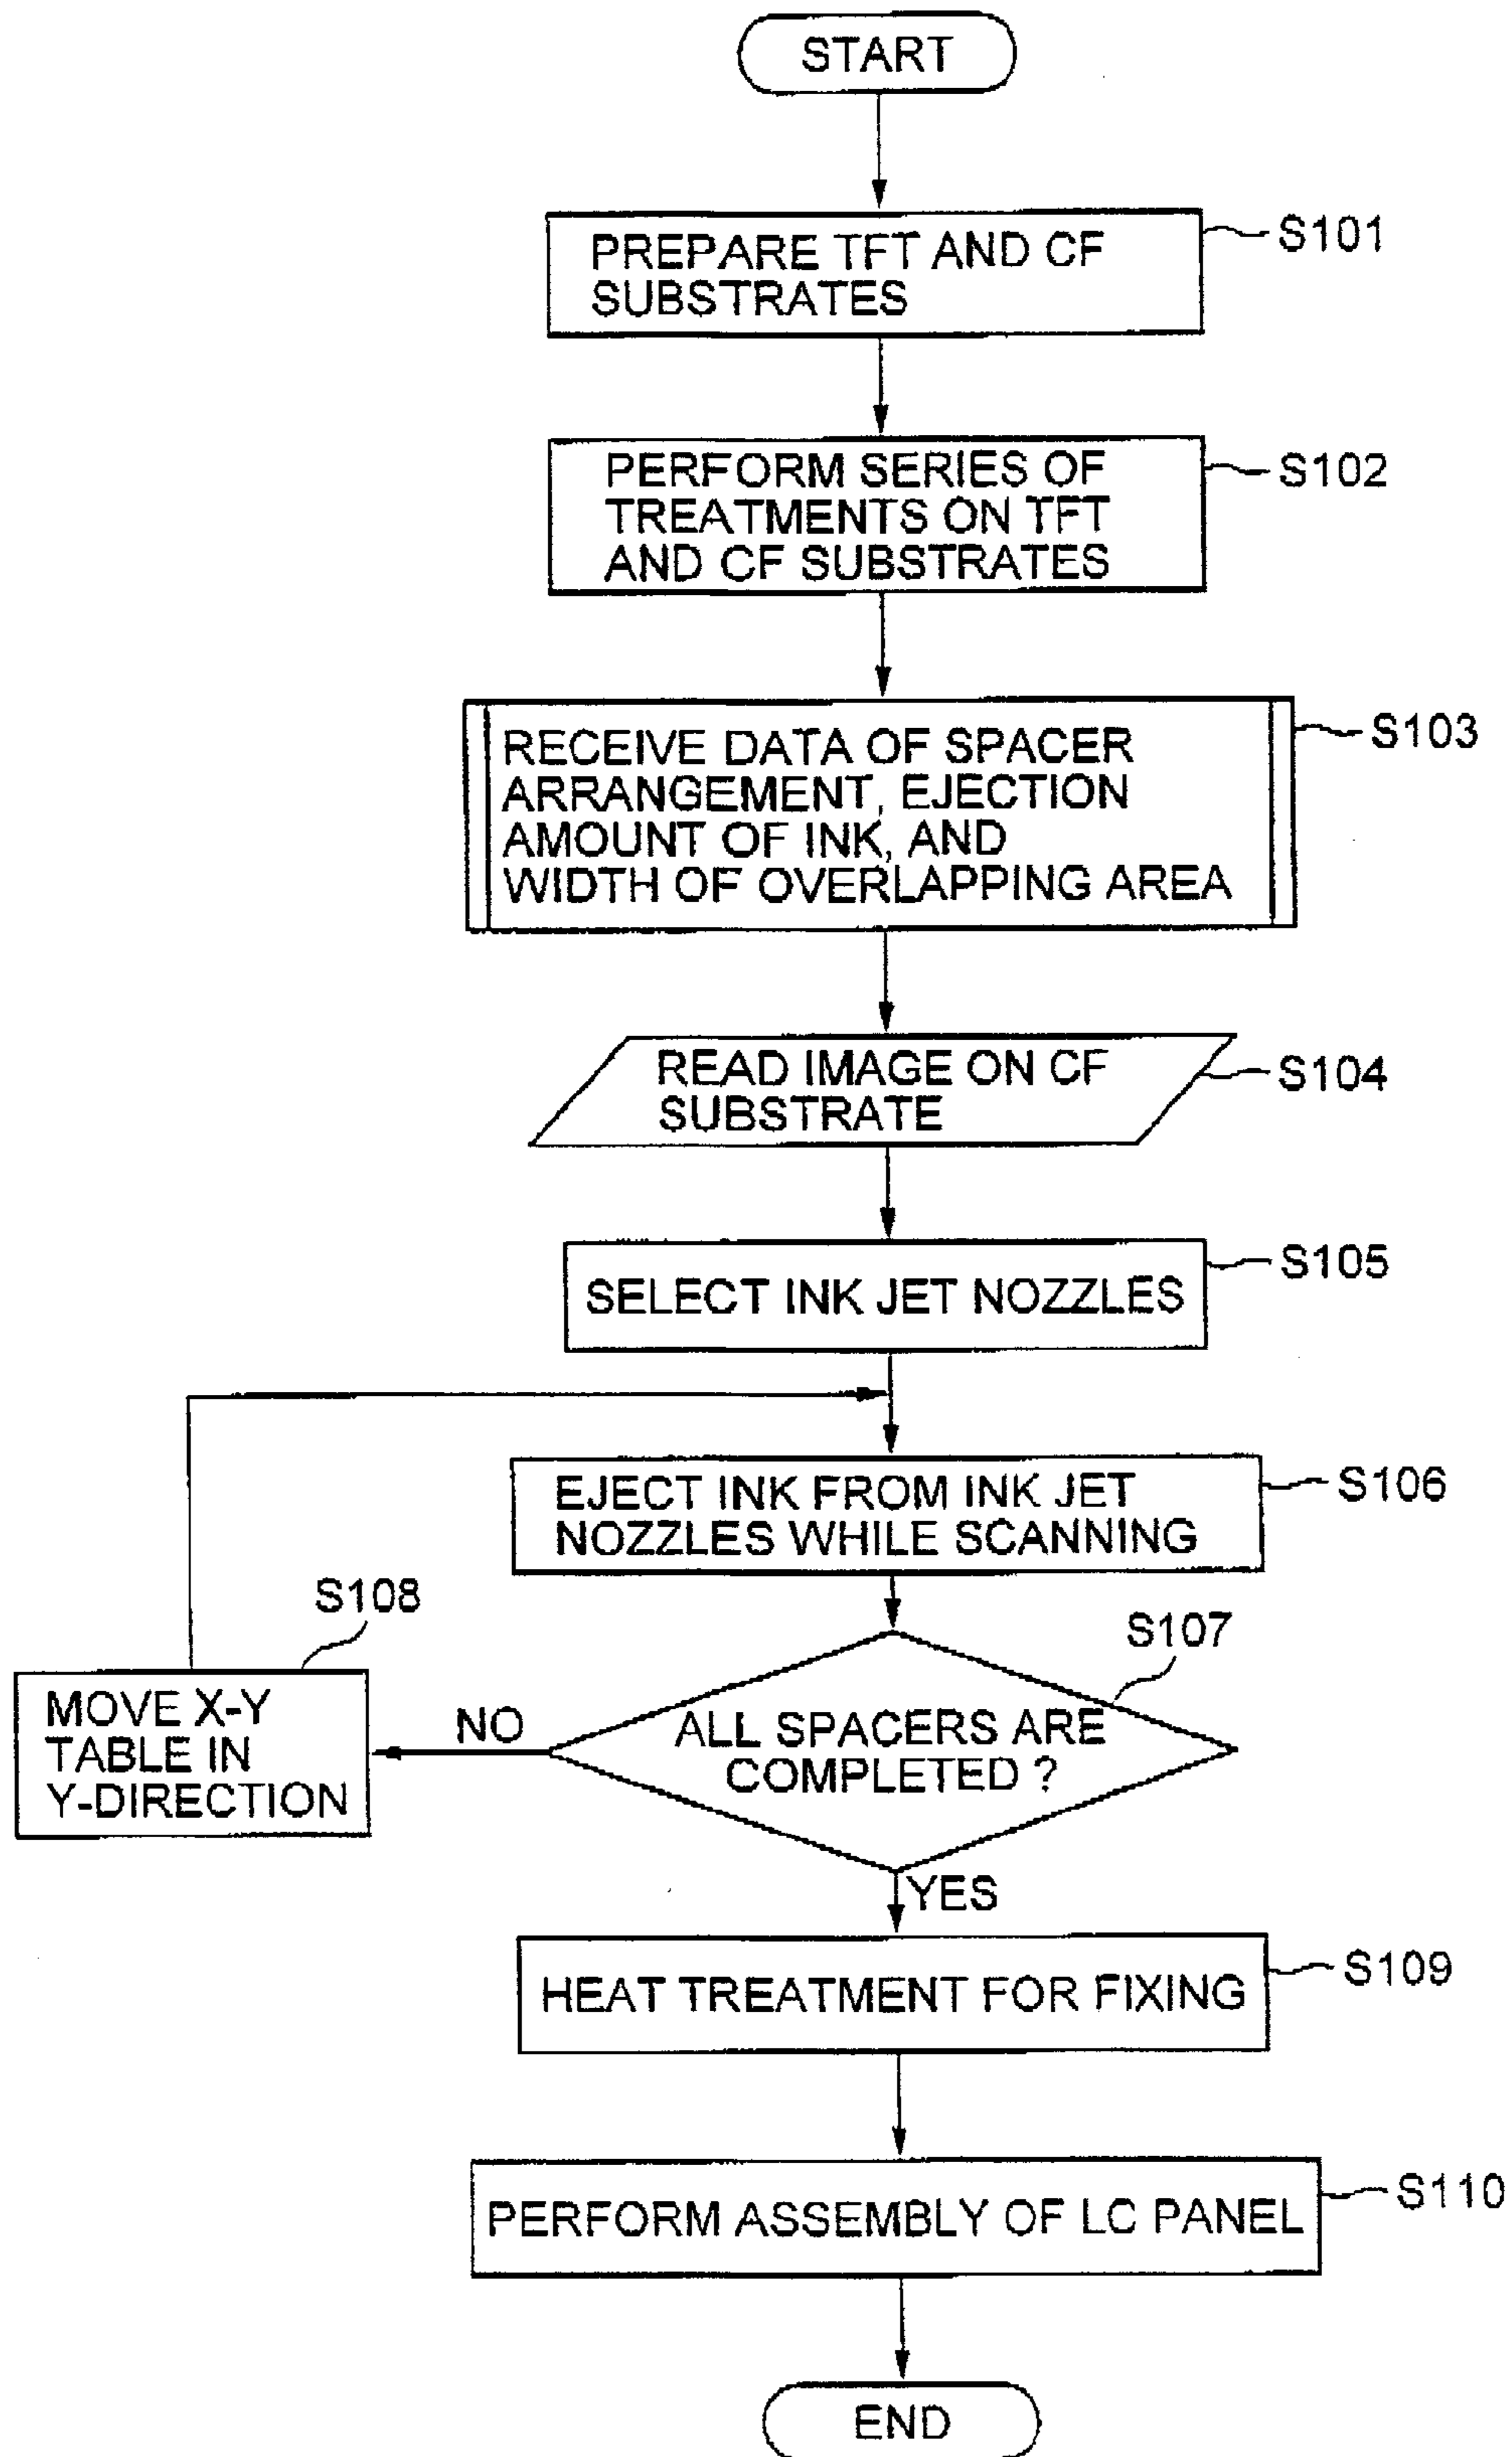 START
PREPARE TFT AND CF
SUBSTRATES
S101
PERFORM SERIES OF
TREATMENTS ON TFT
AND CF SUBSTRATES
S102
RECEIVE DATA OF SPACER
ARRANGEMENT, EJECTION
AMOUNT OF INK, AND
WIDTH OF OVERLAPPING AREA
S103
READ IMAGE ON CF
SUBSTRATE
S104
SELECT INK JET NOZZLES
S105
EJECT INK FROM INK JET
NOZZLES WHILE SCANNING
S106
ALL SPACERS ARE
COMPLETED ?
S107
NO
MOVE X-Y
TABLE IN
Y-DIRECTION
S108
YES
HEAT TREATMENT FOR FIXING
S109
PERFORM ASSEMBLY OF LC PANEL
S110
END